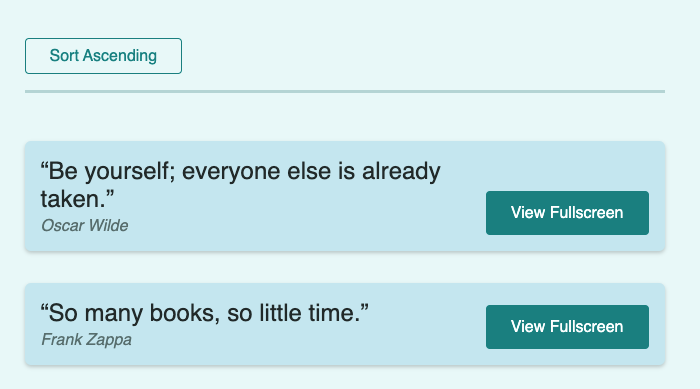 Sort Ascending
“Be yourself; everyone else is already
taken.”
Oscar Wilde
View Fullscreen
“So many books, so little time.”
Frank Zappa
View Fullscreen